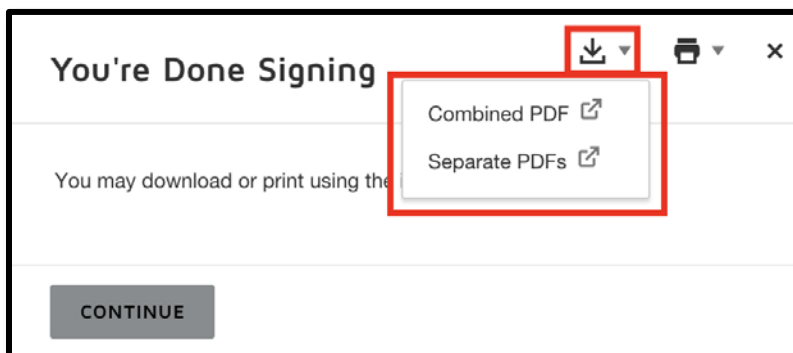 You're Done Signing
Combined PDF
Separate PDFs
You may download or print using the
CONTINUE